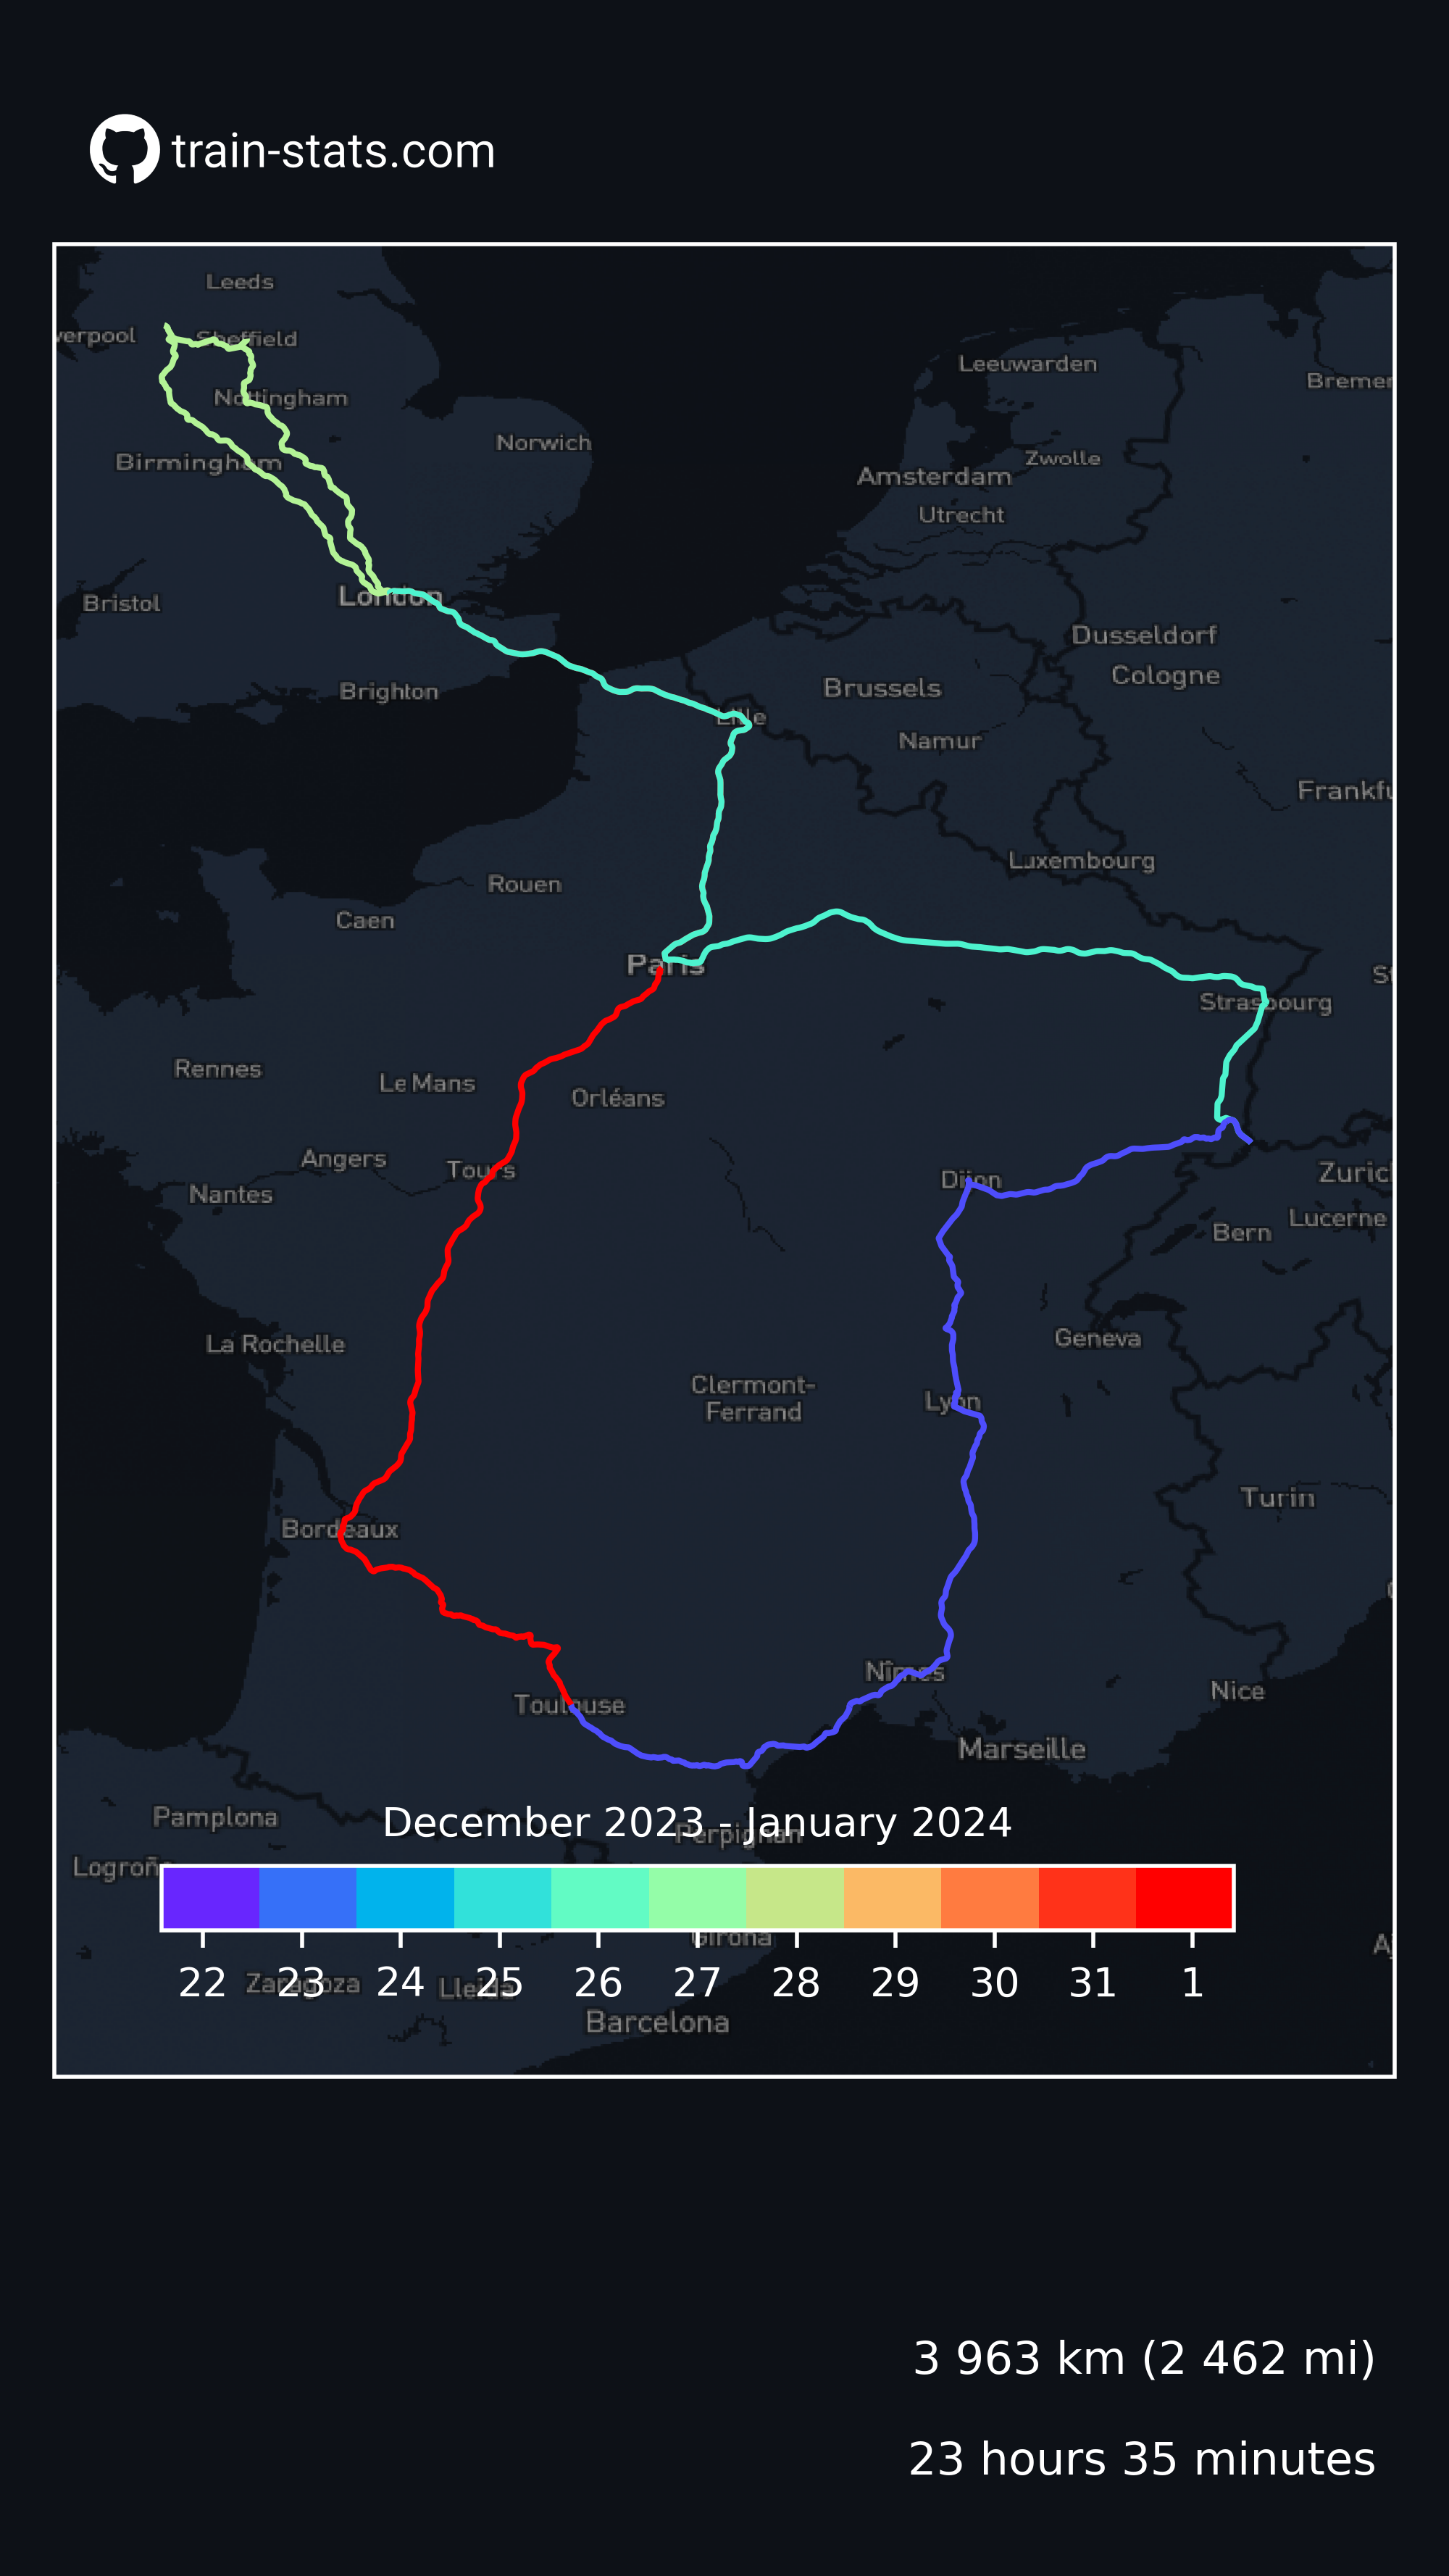 train-stats.com
Leeds
verpool
Sheffield
Leeuwarden
Bremer
Nottingham
Norwich
Zwolle
Birmingham
Amsterdam
Utrecht
London
Bristol
Dusseldorf
Cologne
Brighton
Brussels
Lille
Namur
Frankfu
Luxembourg
Rouen
Caen
Paris
St
Strasbourg
Rennes
Le Mans
Orléans
Angers
Tours
Dijon
Zuric
Nantes
Lucerne
Bern
La Rochelle
Geneva
Clermont-
Ferrand
Lyon
Turin
Bordeaux
Nîmes
Nice
Toulouse
Marseille
Pamplona
December 2023 - January 2024
Perpignan
Logroñ
Girona
Aj
22 23 24 25 26 27 28 29 30 31 1
Zaragoza
Lleida
Barcelona
3 963 km (2 462 mi)
23 hours 35 minutes